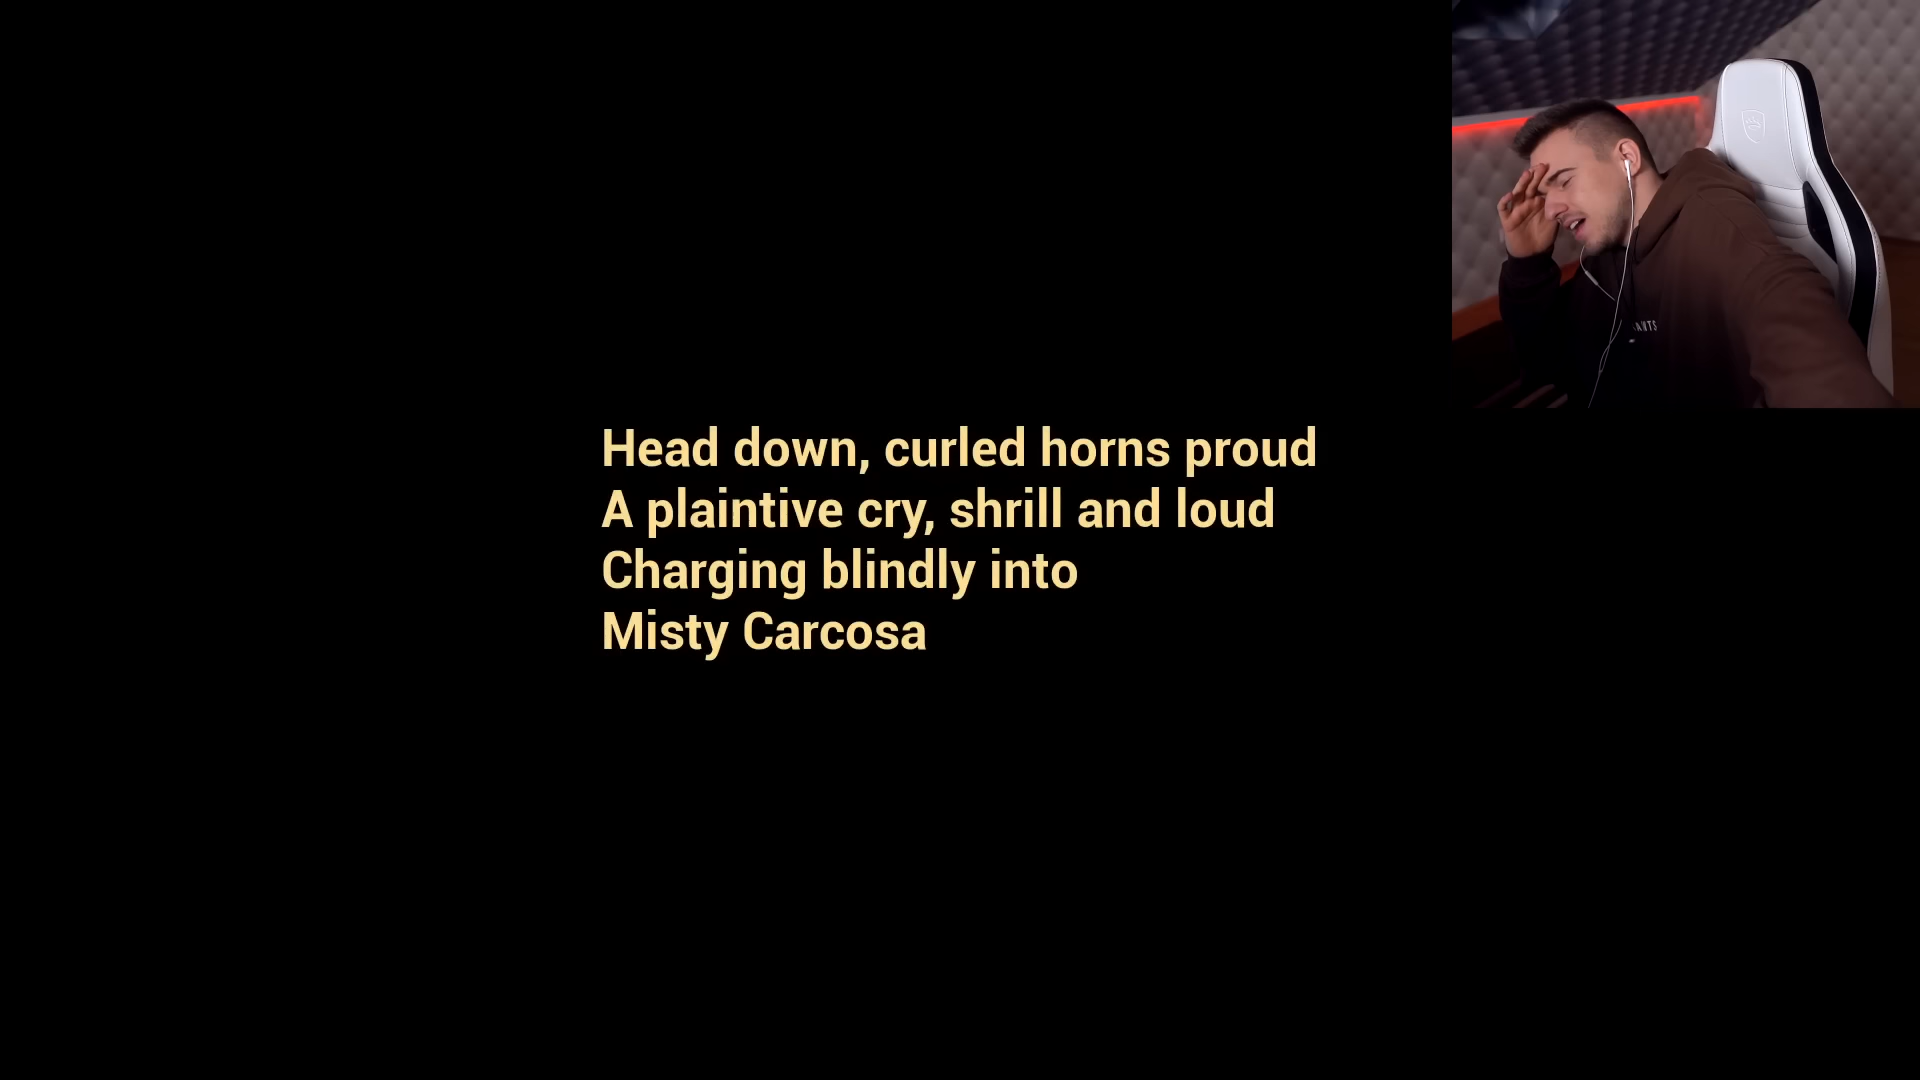 Head down, curled horns proud
A plaintive cry, shrill and loud
Charging blindly into
Misty Carcosa